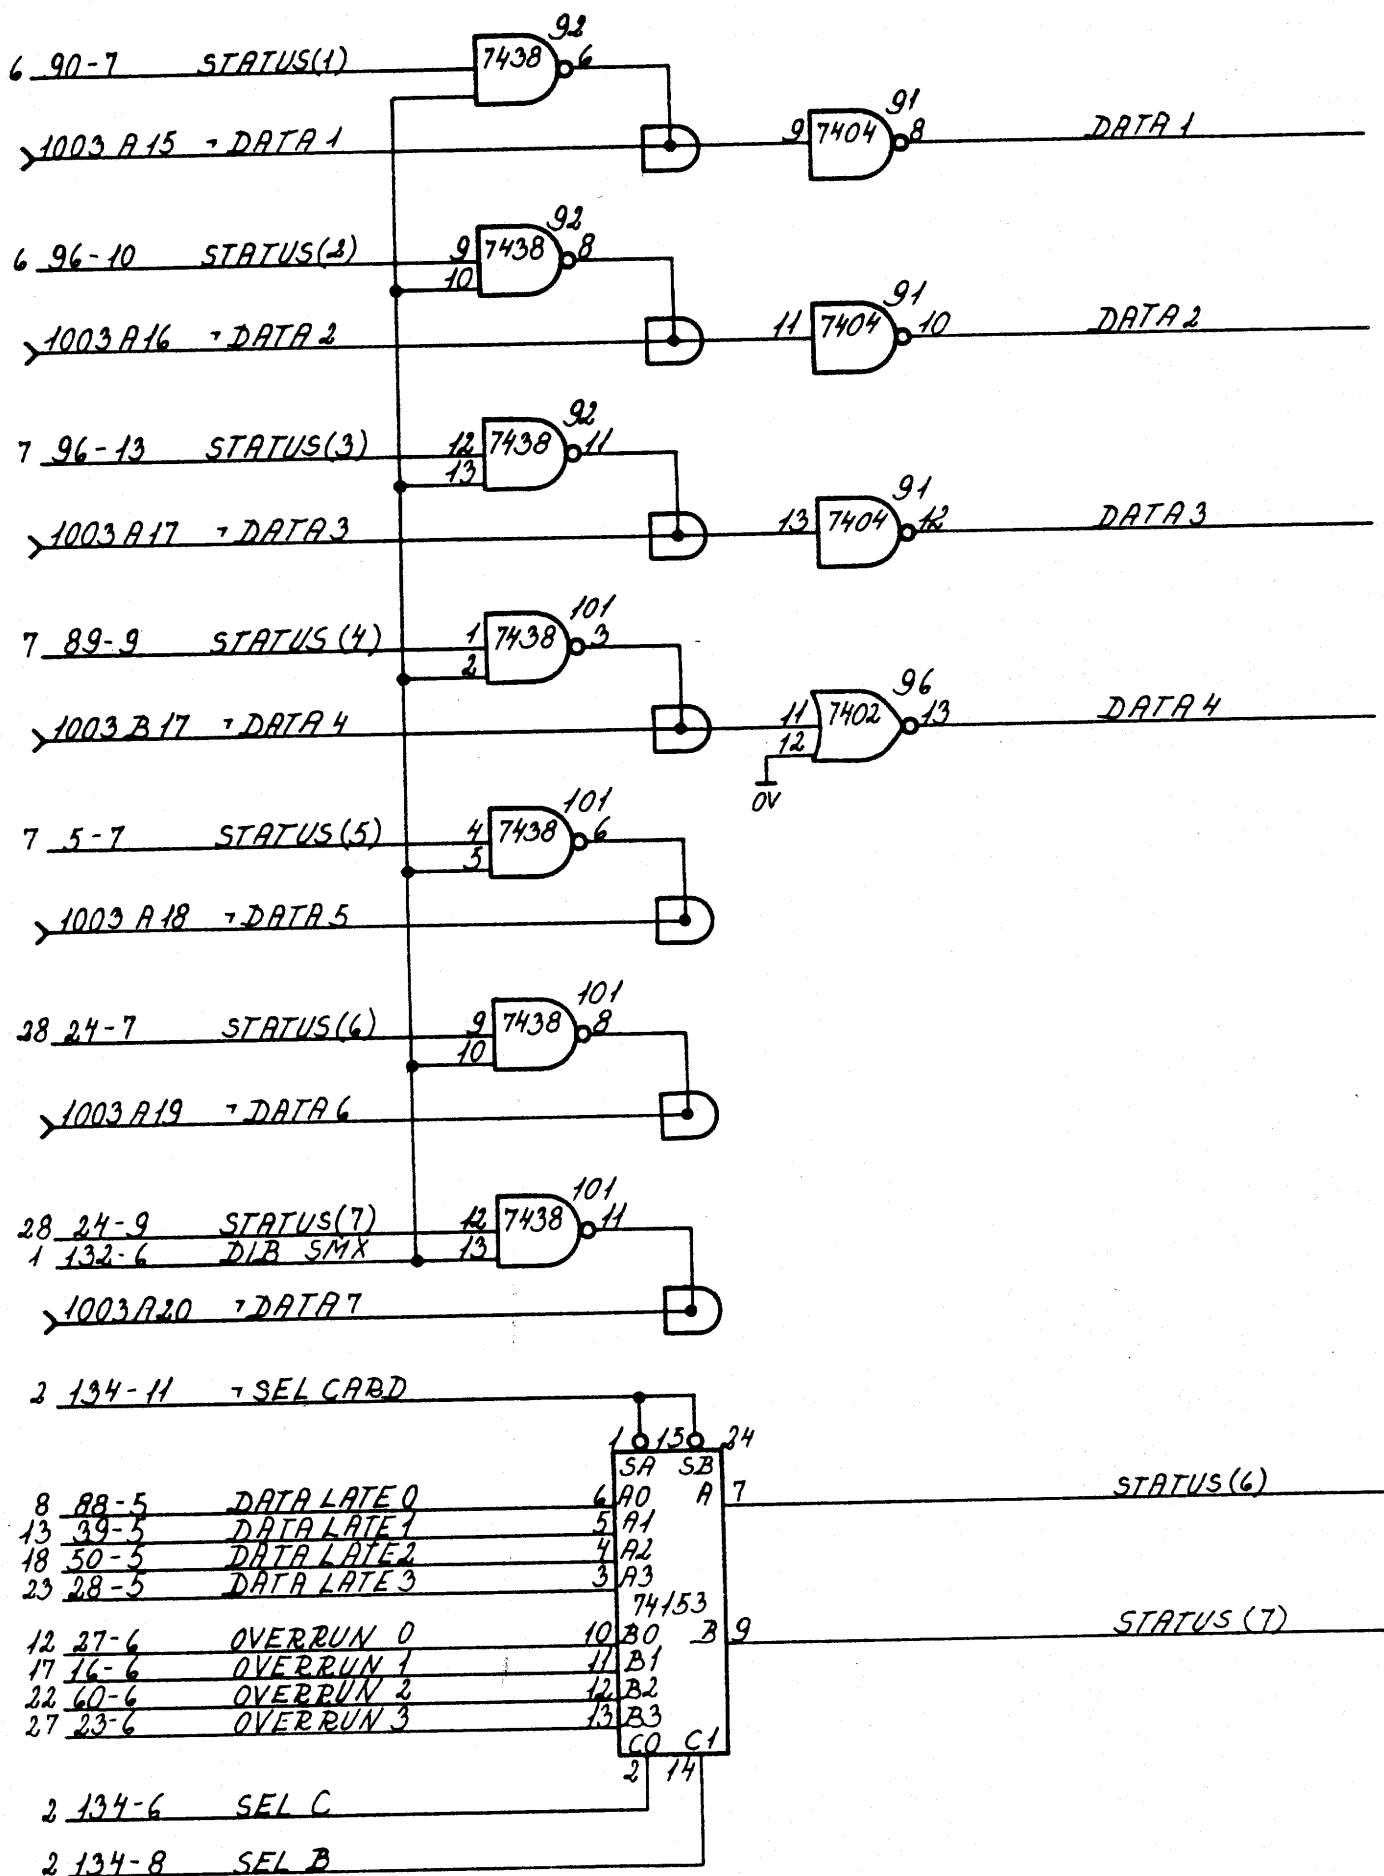 92
6 90-7 STATUS(1) 7438 6
91
1003 A15 ¬DATA 1 9 7404 8 DATA 1
92
6 96-10 STATUS(2) 9 7438 8
10
91
1003 A16 ¬DATA 2 11 7404 10 DATA 2
92
7 96-13 STATUS(3) 12 7438 11
13
91
1003 A17 ¬DATA 3 13 7404 12 DATA 3
101
7 89-9 STATUS(4) 1 7438 3
2
96
1003 B17 ¬DATA 4 11 7402 13 DATA 4
12
0V
101
7 5-7 STATUS(5) 4 7438 6
5
1003 A18 ¬DATA 5
101
28 24-7 STATUS(6) 9 7438 8
10
1003 A19 ¬DATA 6
101
28 24-9 STATUS(7) 12 7438 11
1 132-6 DIB SMX 13
1003 A20 ¬DATA 7
2 134-11 ¬SEL CARD
1 15 24
SA SB
8 88-5 DATA LATE 0 6 A0 A 7 STATUS(6)
13 39-5 DATA LATE 1 5 A1
18 50-5 DATA LATE 2 4 A2
23 28-5 DATA LATE 3 3 A3
74153
12 27-6 OVERRUN 0 10 B0 B 9 STATUS(7)
17 16-6 OVERRUN 1 11 B1
22 60-6 OVERRUN 2 12 B2
27 23-6 OVERRUN 3 13 B3
C0 C1
2 14
2 134-6 SEL C
2 134-8 SEL B